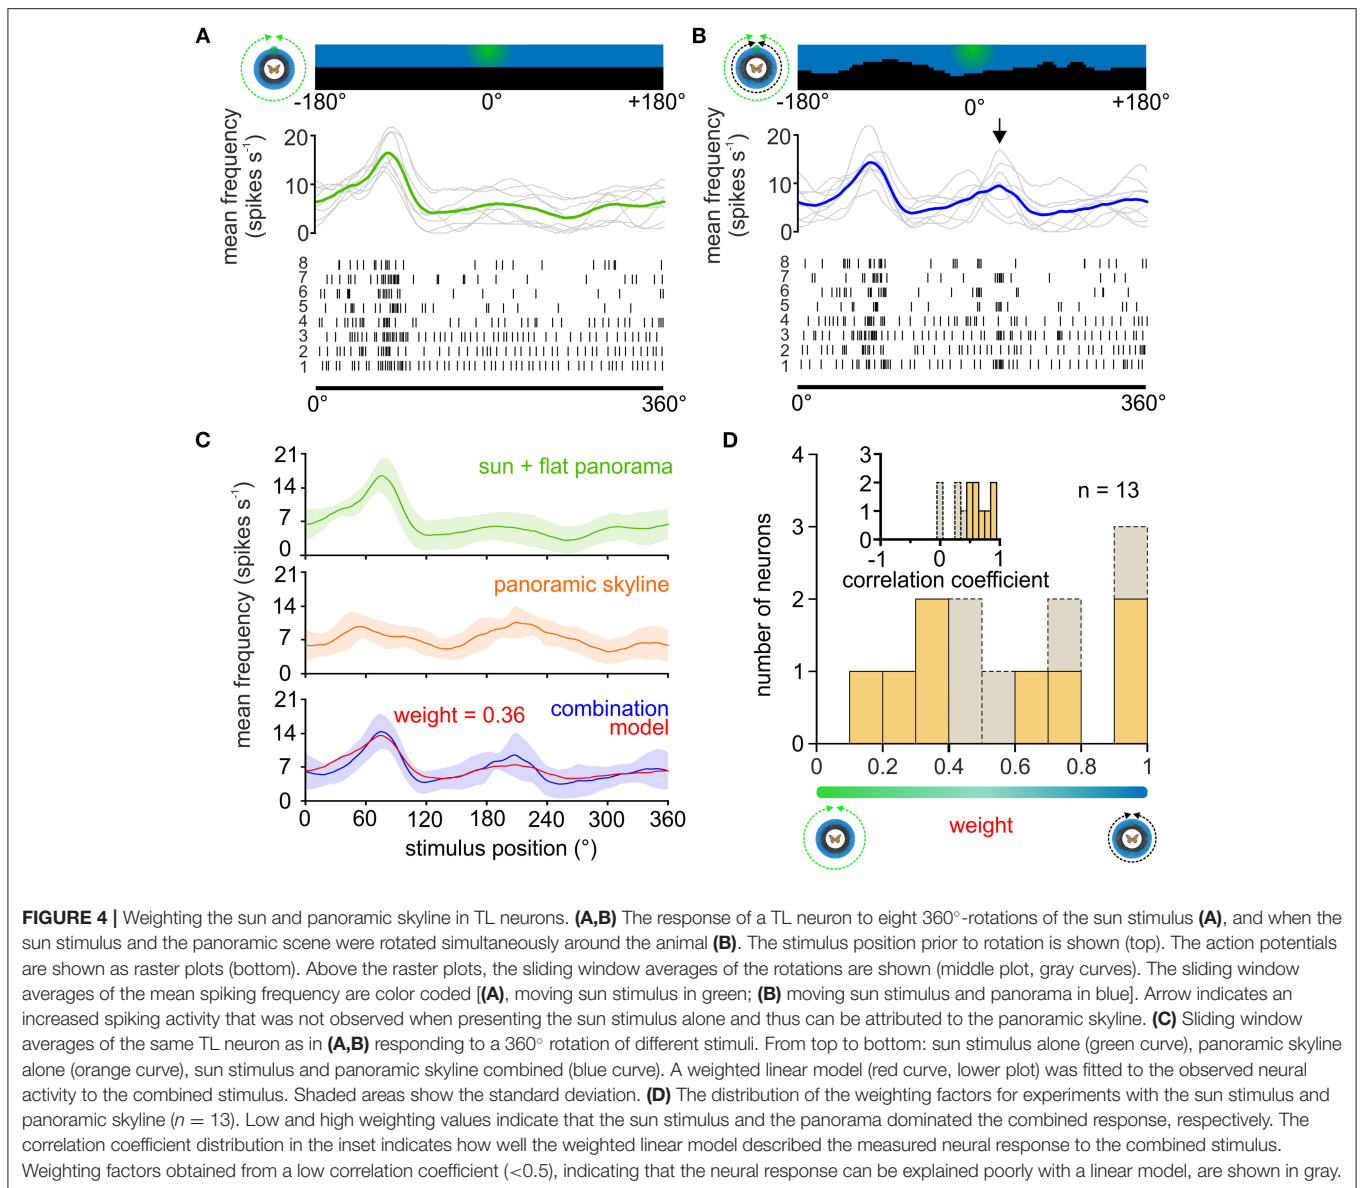 A
B
-180°
0°
+180°
-180°
0°
+180°
mean frequency
(spikes s-1)
20
10
0
mean frequency
(spikes s-1)
20
10
0
8
7
6
5
4
3
2
1
8
7
6
5
4
3
2
1
0°
360°
0°
360°
C
mean frequency (spikes s-1)
21
14
7
0
sun + flat panorama
21
14
7
0
panoramic skyline
21
14
7
0
weight = 0.36
combination
model
0
60
120
180
240
300
360
stimulus position (°)
D
number of neurons
4
3
2
1
0
3
2
1
0
-1
0
1
correlation coefficient
n = 13
0
0.2
0.4
0.6
0.8
1
weight
FIGURE 4 | Weighting the sun and panoramic skyline in TL neurons. (A,B) The response of a TL neuron to eight 360°-rotations of the sun stimulus (A), and when the
sun stimulus and the panoramic scene were rotated simultaneously around the animal (B). The stimulus position prior to rotation is shown (top). The action potentials
are shown as raster plots (bottom). Above the raster plots, the sliding window averages of the rotations are shown (middle plot, gray curves). The sliding window
averages of the mean spiking frequency are color coded [(A), moving sun stimulus in green; (B) moving sun stimulus and panorama in blue]. Arrow indicates an
increased spiking activity that was not observed when presenting the sun stimulus alone and thus can be attributed to the panoramic skyline. (C) Sliding window
averages of the same TL neuron as in (A,B) responding to a 360° rotation of different stimuli. From top to bottom: sun stimulus alone (green curve), panoramic skyline
alone (orange curve), sun stimulus and panoramic skyline combined (blue curve). A weighted linear model (red curve, lower plot) was fitted to the observed neural
activity to the combined stimulus. Shaded areas show the standard deviation. (D) The distribution of the weighting factors for experiments with the sun stimulus and
panoramic skyline (n = 13). Low and high weighting values indicate that the sun stimulus and the panorama dominated the combined response, respectively. The
correlation coefficient distribution in the inset indicates how well the weighted linear model described the measured neural response to the combined stimulus.
Weighting factors obtained from a low correlation coefficient (<0.5), indicating that the neural response can be explained poorly with a linear model, are shown in gray.